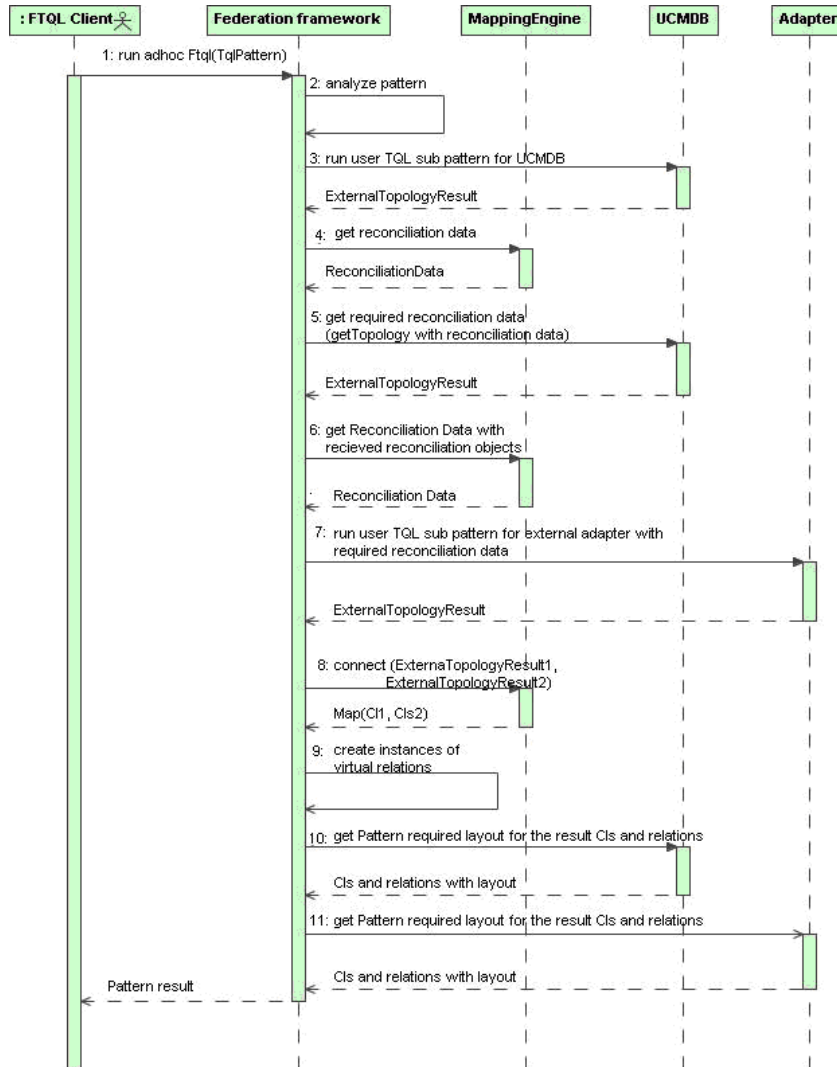 : FTQL Client
Federation framework
MappingEngine
UCMDB
Adapter
1: run adhoc Ftql(TqlPattern)
2: analyze pattern
3: run user TQL sub pattern for UCMDB
ExternalTopologyResult
4: get reconciliation data
ReconciliationData
5: get required reconciliation data
(getTopology with reconciliation data)
ExternalTopologyResult
6: get Reconciliation Data with
recieved reconciliation objects
Reconciliation Data
7: run user TQL sub pattern for external adapter with
required reconciliation data
ExternalTopologyResult
8: connect (ExternaTopologyResult1,
ExternalTopologyResult2)
Map(CI1, CIs2)
9: create instances of
virtual relations
10: get Pattern required layout for the result CIs and relations
CIs and relations with layout
11: get Pattern required layout for the result CIs and relations
CIs and relations with layout
Pattern result